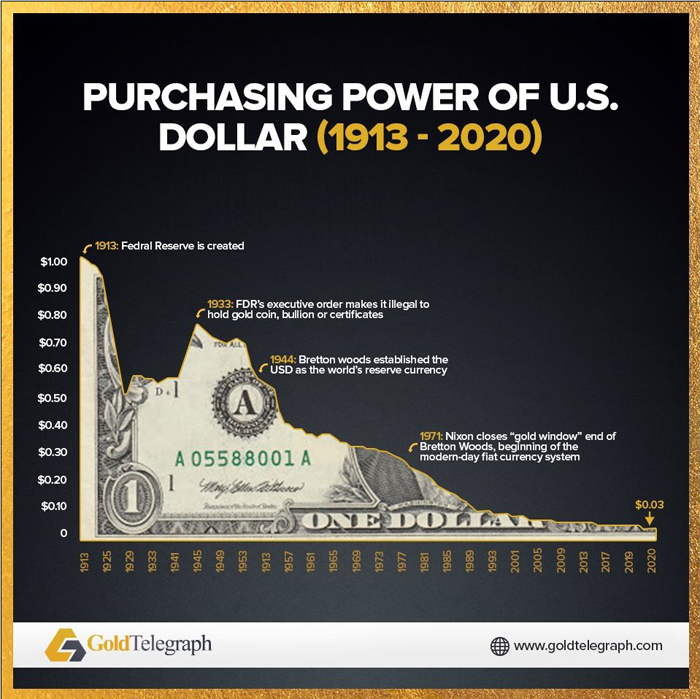 PURCHASING POWER OF U.S.
DOLLAR (1913 - 2020)
1913: Fedral Reserve is created
$1.00
$0.90
$0.80
$0.70
$0.60
$0.50
$0.40
$0.30
$0.20
$0.10
0
1933: FDR's executive order makes it illegal to
hold gold coin, bullion or certificates
1944: Bretton woods established the
USD as the world's reserve currency
1971: Nixon closes "gold window" end of
Bretton Woods, beginning of the
modern-day fiat currency system
$0.03
FOR ALL
D 1
A
A 05588001 A
1
1
ONE DOLLAR
1913 1925 1929 1933 1941 1945 1949 1953 1913 1957 1961 1965 1969 1973 1977 1981 1985 1989 1993 2001 2005 2009 2013 2017 2019 2020
GoldTelegraph
www.goldtelegraph.com